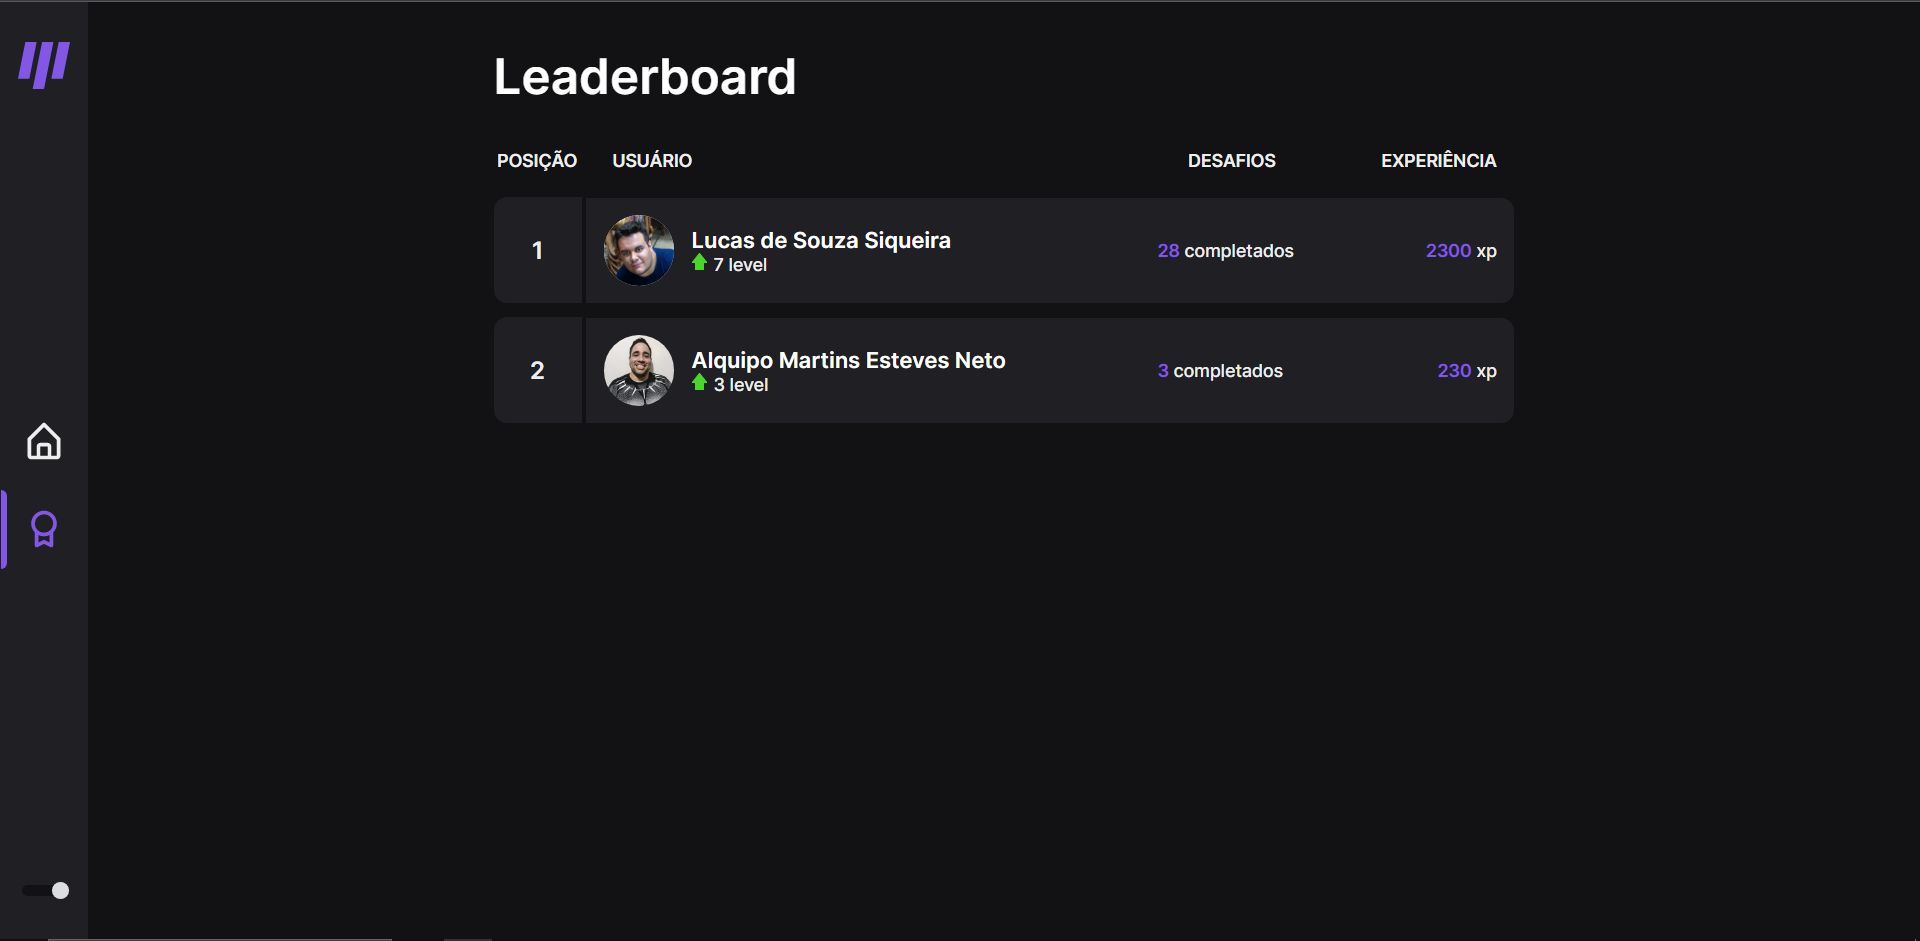 Leaderboard
POSIÇÃO USUÁRIO DESAFIOS EXPERIÊNCIA
1 Lucas de Souza Siqueira 28 completados 2300 xp
7 level
2 Alquipo Martins Esteves Neto 3 completados 230 xp
3 level